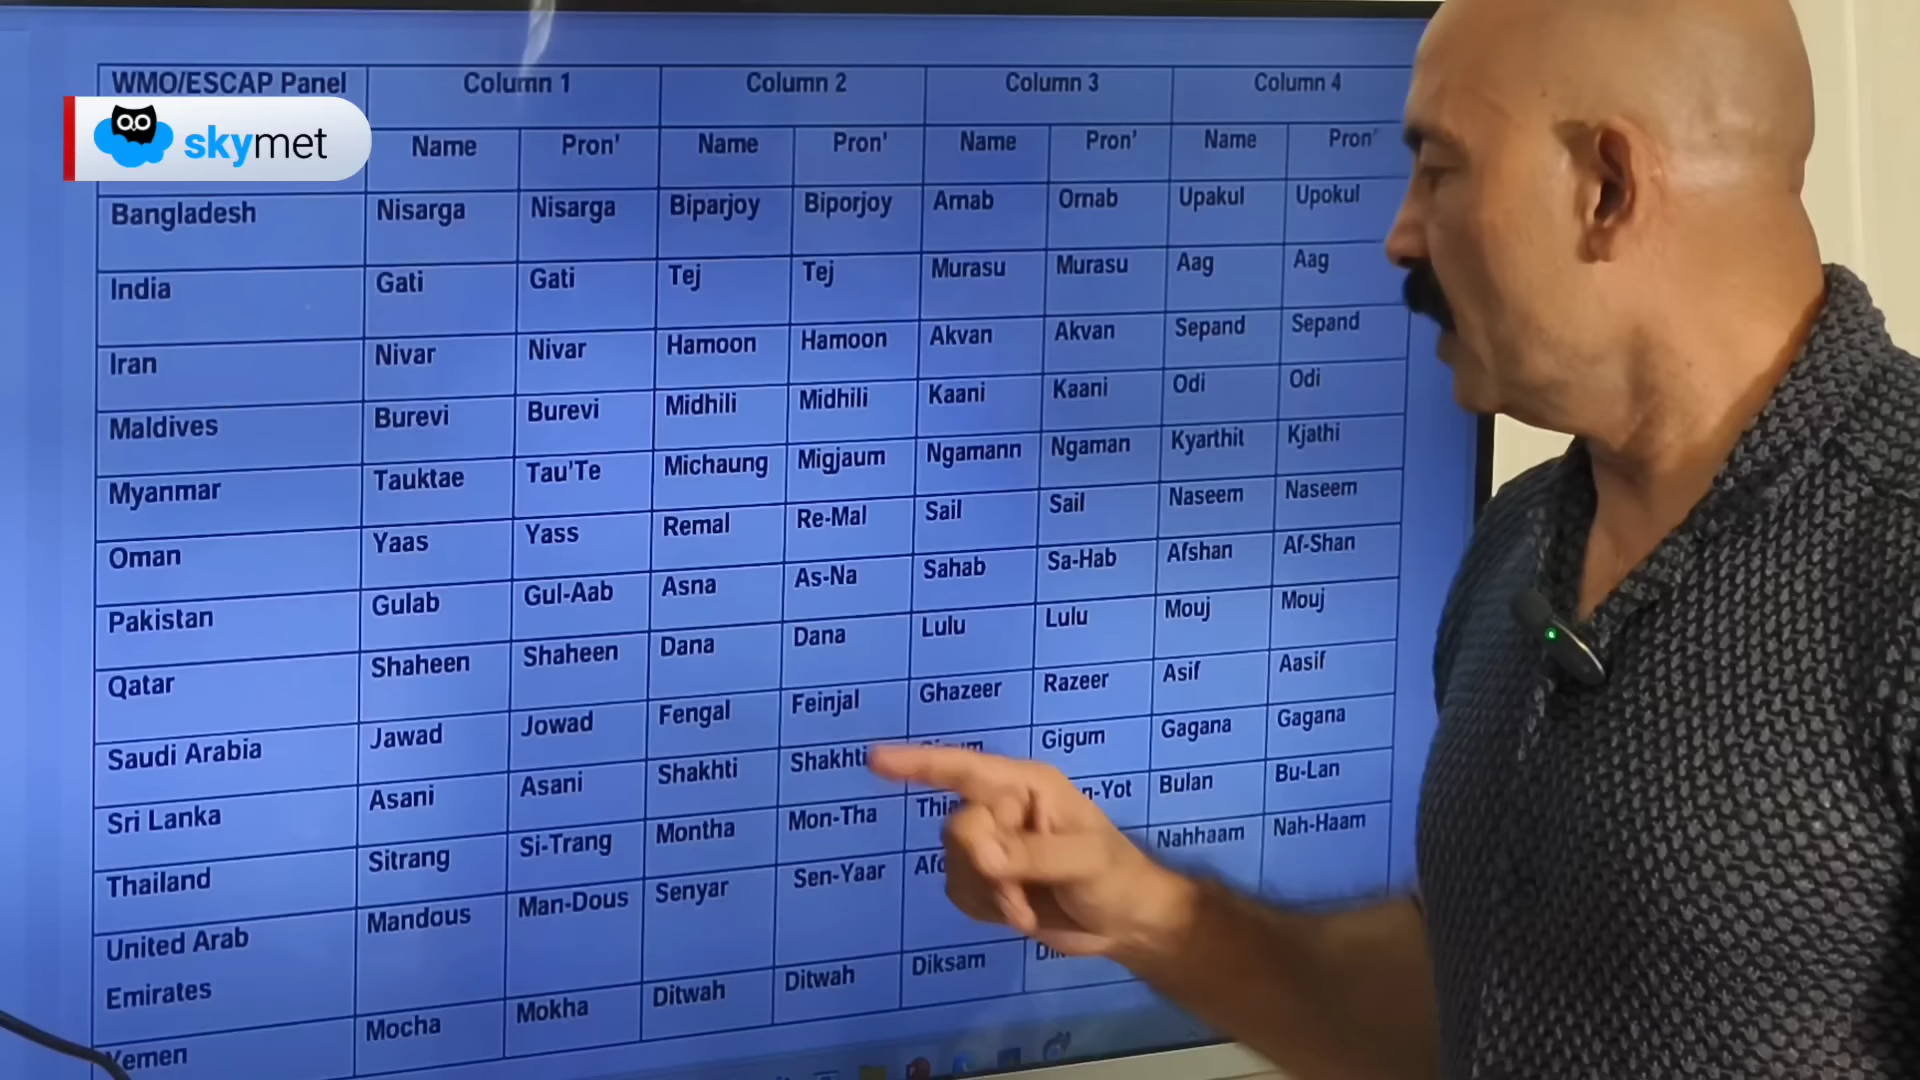 WMO/ESCAP Panel Column 1 Column 2 Column 3 Column 4
skymet
Name Pron' Name Pron' Name Pron' Name Pron'
Bangladesh Nisarga Nisarga Biparjoy Biporjoy Arnab Ornab Upakul Upokul
India Gati Gati Tej Tej Murasu Murasu Aag Aag
Iran Nivar Nivar Hamoon Hamoon Akvan Akvan Sepand Sepand
Maldives Burevi Burevi Midhili Midhili Kaani Kaani Odi Odi
Myanmar Tauktae Tau'Te Michaung Migjaum Ngamann Ngaman Kyarthit Kjathi
Oman Yaas Yass Remal Re-Mal Sail Sail Naseem Naseem
Pakistan Gulab Gul-Aab Asna As-Na Sahab Sa-Hab Afshan Af-Shan
Qatar Shaheen Shaheen Dana Dana Lulu Lulu Mouj Mouj
Saudi Arabia Jawad Jowad Fengal Feinjal Ghazeer Razeer Asif Aasif
Sri Lanka Asani Asani Shakhti Shakhti Gigum Gagana Gagana
Thailand Sitrang Si-Trang Montha Mon-Tha Bulan Bu-Lan
United Arab Mandous Man-Dous Senyar Sen-Yaar Nahhaam Nah-Haam
Emirates
Yemen Mocha Mokha Ditwah Ditwah Diksam